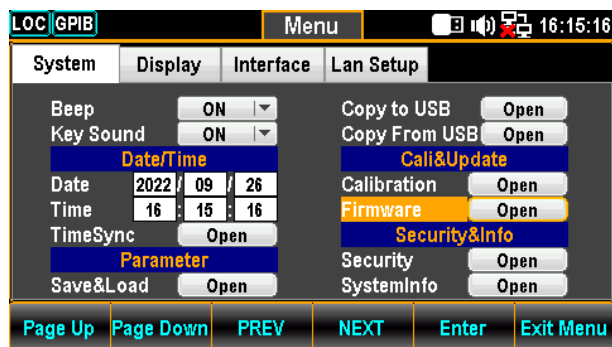 LOC GPIB Menu 16:15:16
System Display Interface Lan Setup
Beep ON
Key Sound ON
Date/Time
Date 2022 / 09 / 26
Time 16 : 15 : 16
TimeSync Open
Parameter
Save&Load Open
Copy to USB Open
Copy From USB Open
Cali&Update
Calibration Open
Firmware Open
Security&Info
Security Open
SystemInfo Open
Page Up Page Down PREV NEXT Enter Exit Menu